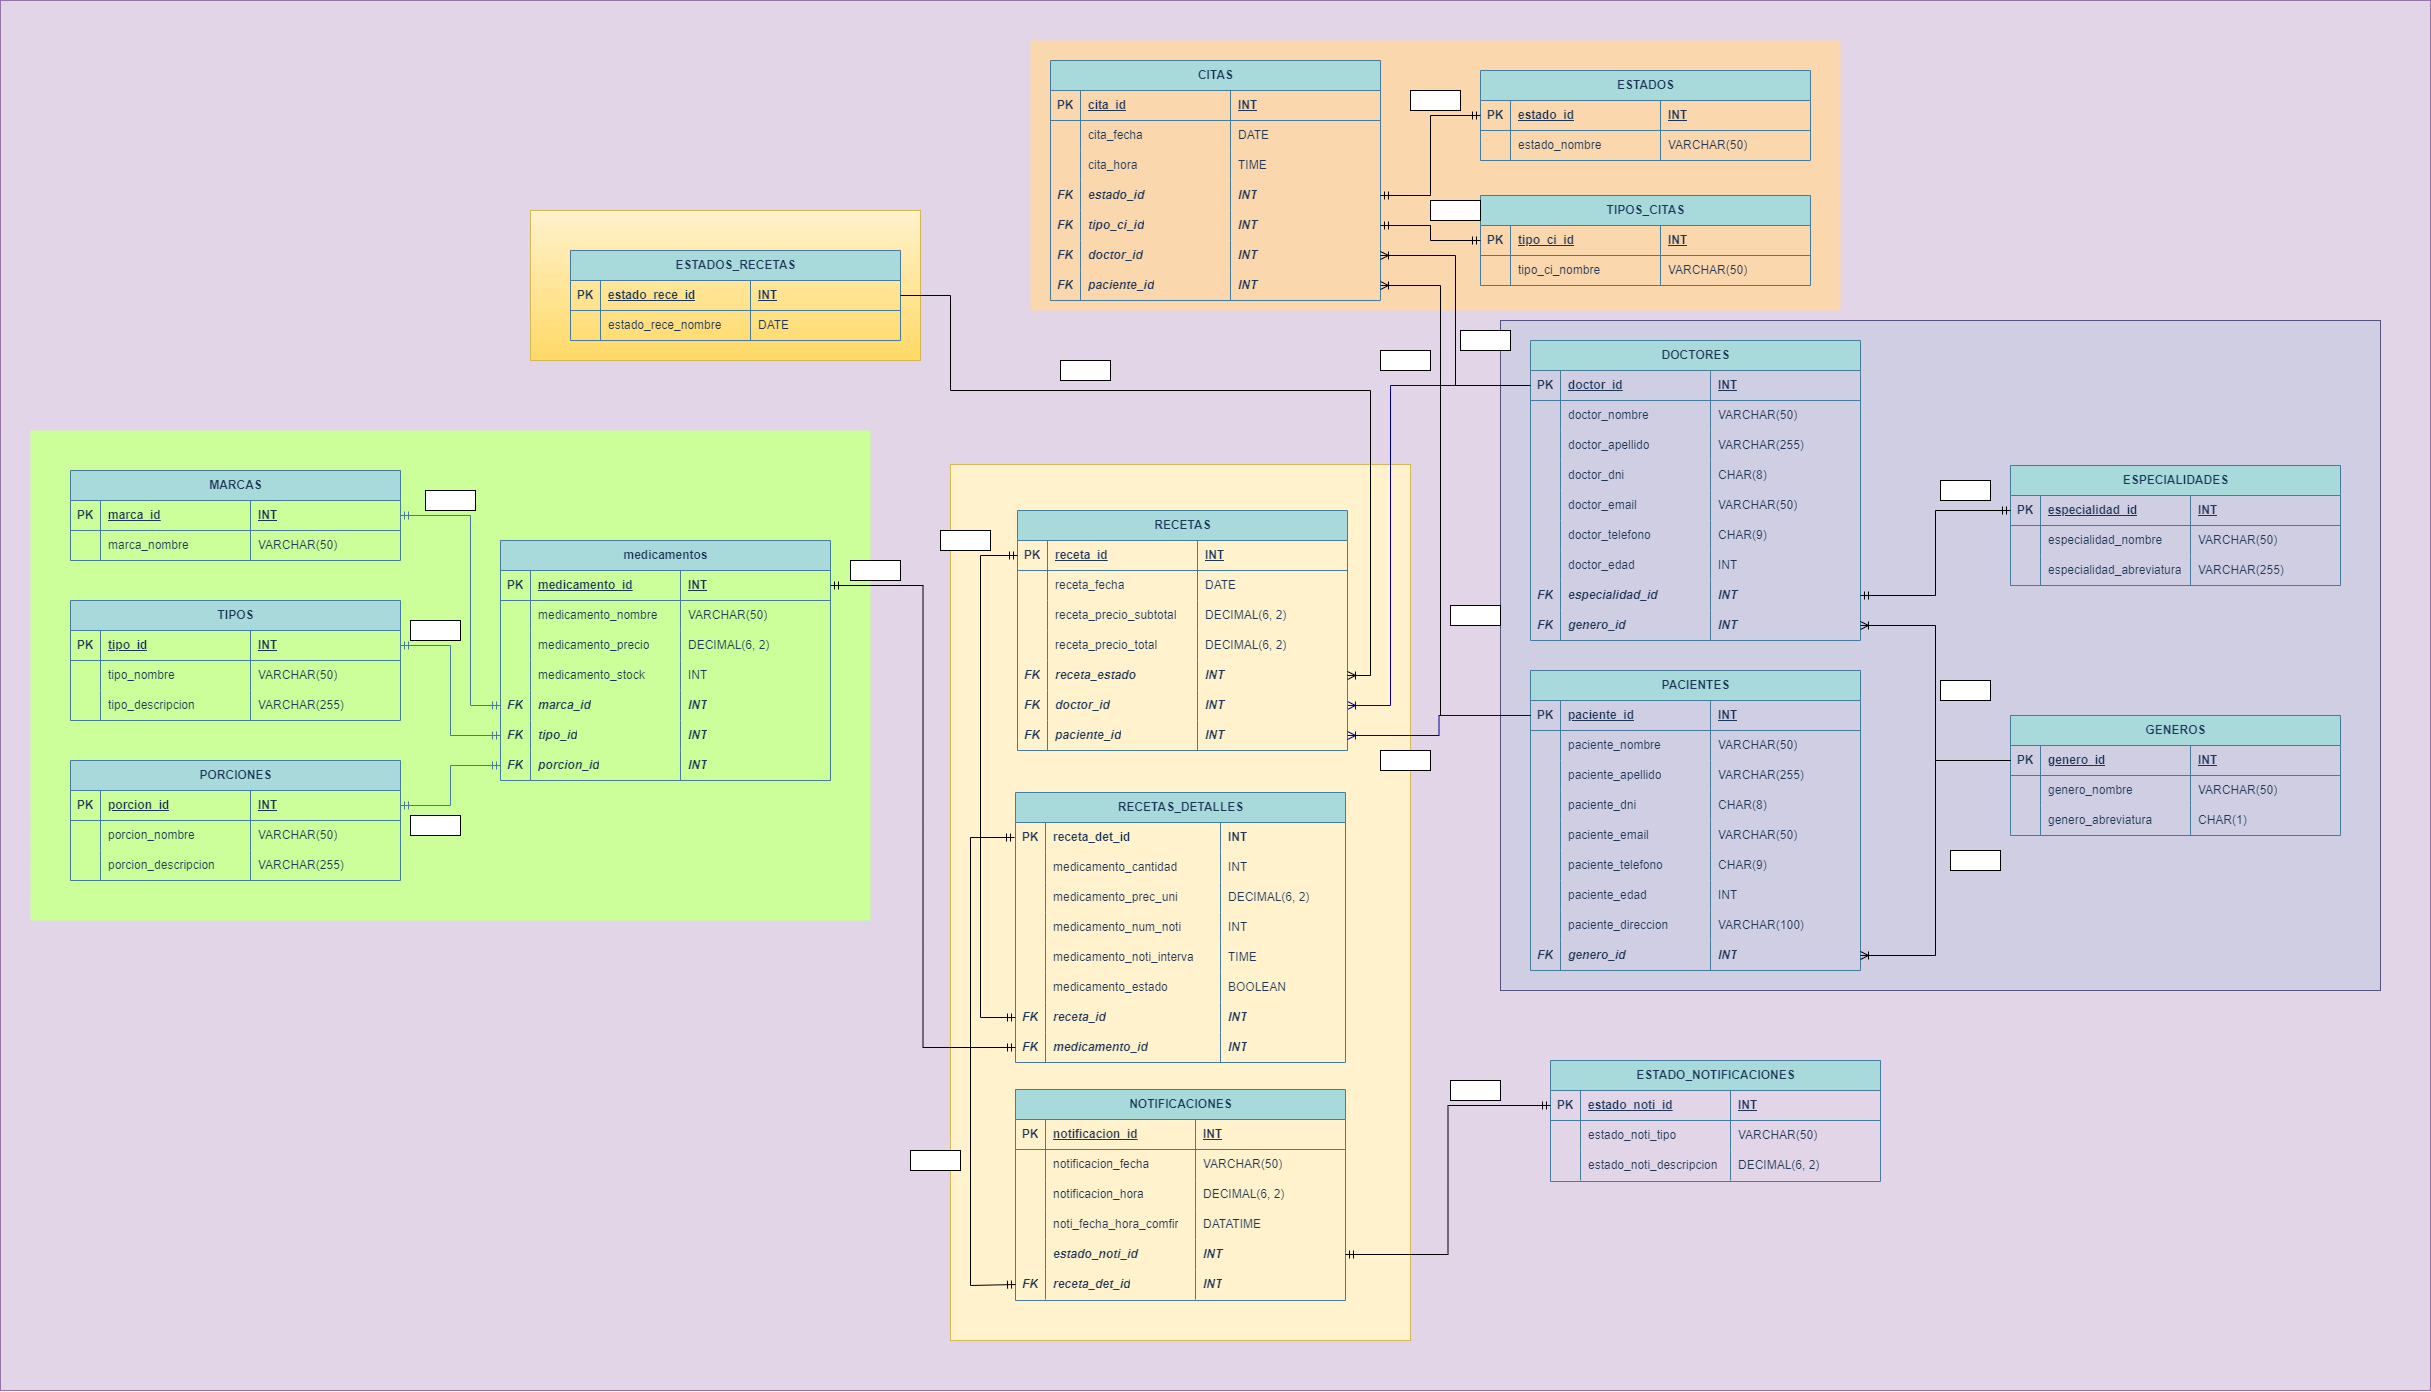 CITAS
PK cita_id INT
cita_fecha DATE
cita_hora TIME
FK estado_id INT
FK tipo_ci_id INT
FK doctor_id INT
FK paciente_id INT
ESTADOS
PK estado_id INT
estado_nombre VARCHAR(50)
TIPOS_CITAS
PK tipo_ci_id INT
tipo_ci_nombre VARCHAR(50)
ESTADOS_RECETAS
PK estado_rece_id INT
estado_rece_nombre DATE
DOCTORES
PK doctor_id INT
doctor_nombre VARCHAR(50)
doctor_apellido VARCHAR(255)
doctor_dni CHAR(8)
doctor_email VARCHAR(50)
doctor_telefono CHAR(9)
doctor_edad INT
FK especialidad_id INT
FK genero_id INT
ESPECIALIDADES
PK especialidad_id INT
especialidad_nombre VARCHAR(50)
especialidad_abreviatura VARCHAR(255)
MARCAS
PK marca_id INT
marca_nombre VARCHAR(50)
TIPOS
PK tipo_id INT
tipo_nombre VARCHAR(50)
tipo_descripcion VARCHAR(255)
PORCIONES
PK porcion_id INT
porcion_nombre VARCHAR(50)
porcion_descripcion VARCHAR(255)
medicamentos
PK medicamento_id INT
medicamento_nombre VARCHAR(50)
medicamento_precio DECIMAL(6, 2)
medicamento_stock INT
FK marca_id INT
FK tipo_id INT
FK porcion_id INT
RECETAS
PK receta_id INT
receta_fecha DATE
receta_precio_subtotal DECIMAL(6, 2)
receta_precio_total DECIMAL(6, 2)
FK receta_estado INT
FK doctor_id INT
FK paciente_id INT
PACIENTES
PK paciente_id INT
paciente_nombre VARCHAR(50)
paciente_apellido VARCHAR(255)
paciente_dni CHAR(8)
paciente_email VARCHAR(50)
paciente_telefono CHAR(9)
paciente_edad INT
paciente_direccion VARCHAR(100)
FK genero_id INT
GENEROS
PK genero_id INT
genero_nombre VARCHAR(50)
genero_abreviatura CHAR(1)
RECETAS_DETALLES
PK receta_det_id INT
medicamento_cantidad INT
medicamento_prec_uni DECIMAL(6, 2)
medicamento_num_noti INT
medicamento_noti_interva TIME
medicamento_estado BOOLEAN
FK receta_id INT
FK medicamento_id INT
NOTIFICACIONES
PK notificacion_id INT
notificacion_fecha VARCHAR(50)
notificacion_hora DECIMAL(6, 2)
noti_fecha_hora_comfir DATATIME
estado_noti_id INT
FK receta_det_id INT
ESTADO_NOTIFICACIONES
PK estado_noti_id INT
estado_noti_tipo VARCHAR(50)
estado_noti_descripcion DECIMAL(6, 2)